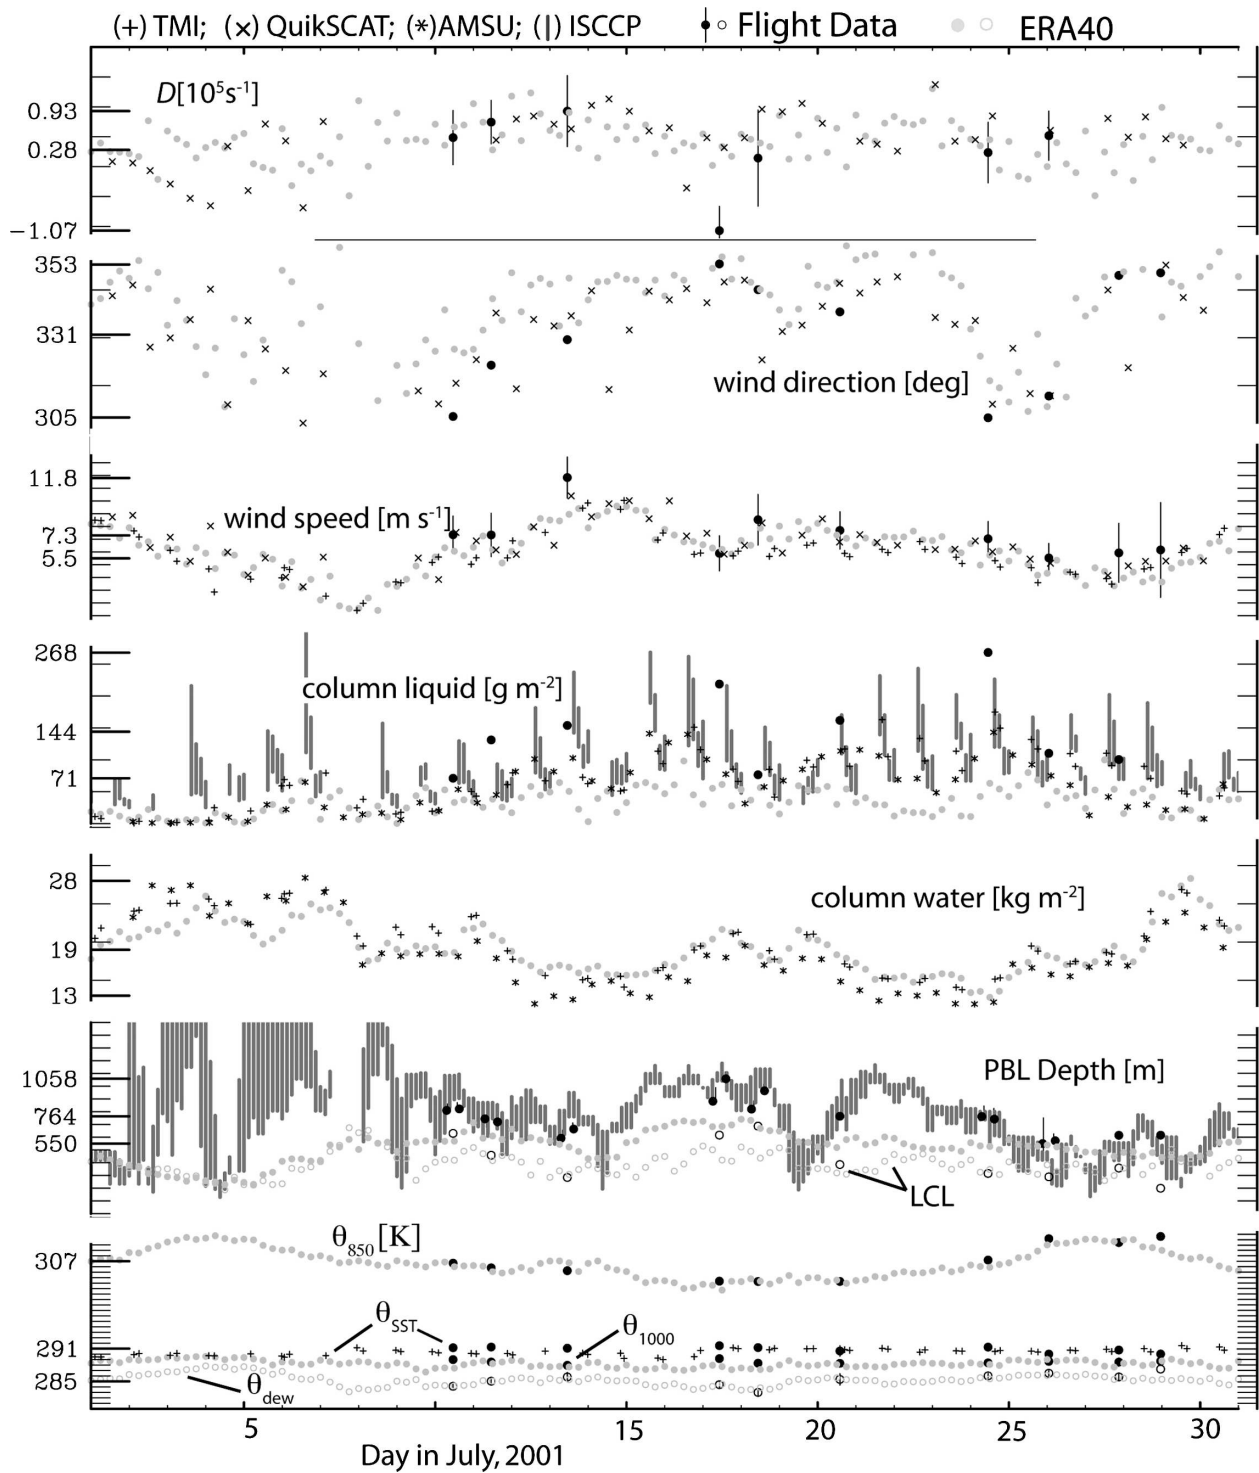 (+) TMI; (×) QuikSCAT; (*)AMSU; (|) ISCCP Flight Data ERA40
D[10⁵s⁻¹]
0.93
0.28
−1.07
353
331
wind direction [deg]
305
11.8
wind speed [m s⁻¹]
7.3
5.5
268
column liquid [g m⁻²]
144
71
28
column water [kg m⁻²]
19
13
PBL Depth [m]
1058
764
550
LCL
θ₈₅₀ [K]
307
θSST
θ₁₀₀₀
291
285
θdew
5 15 20 25 30
Day in July, 2001